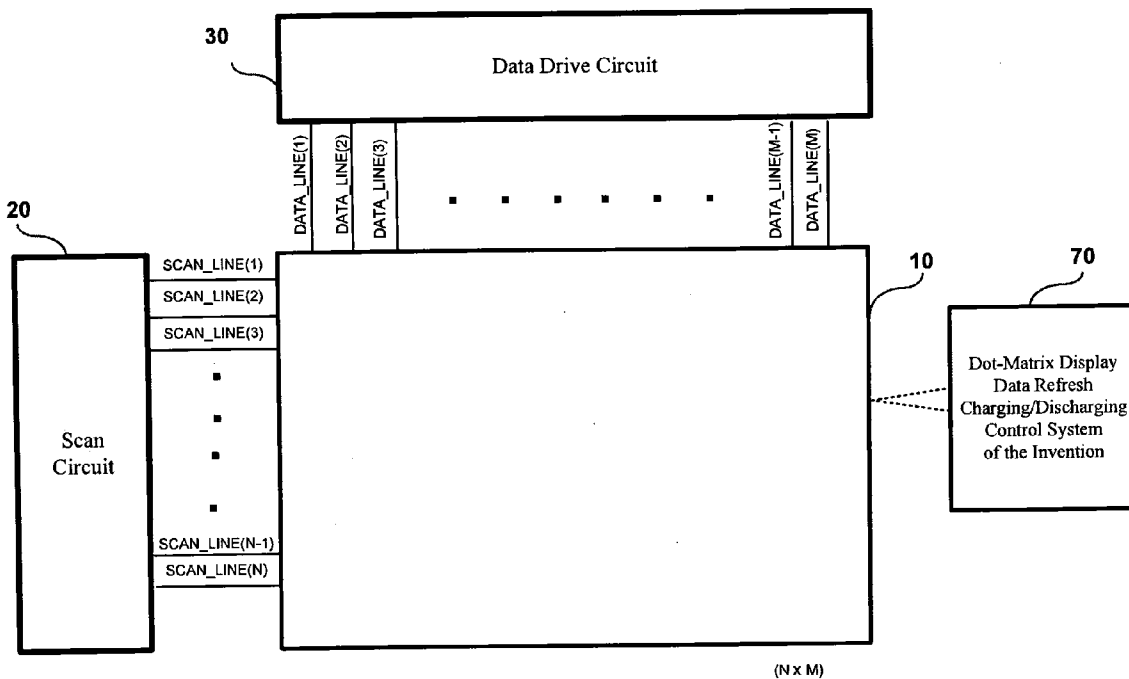 30
Data Drive Circuit
DATA_LINE(1)
DATA_LINE(2)
DATA_LINE(3)
DATA_LINE(M-1)
DATA_LINE(M)
20
Scan
Circuit
SCAN_LINE(1)
SCAN_LINE(2)
SCAN_LINE(3)
SCAN_LINE(N-1)
SCAN_LINE(N)
10
70
Dot-Matrix Display
Data Refresh
Charging/Discharging
Control System
of the Invention
(N x M)